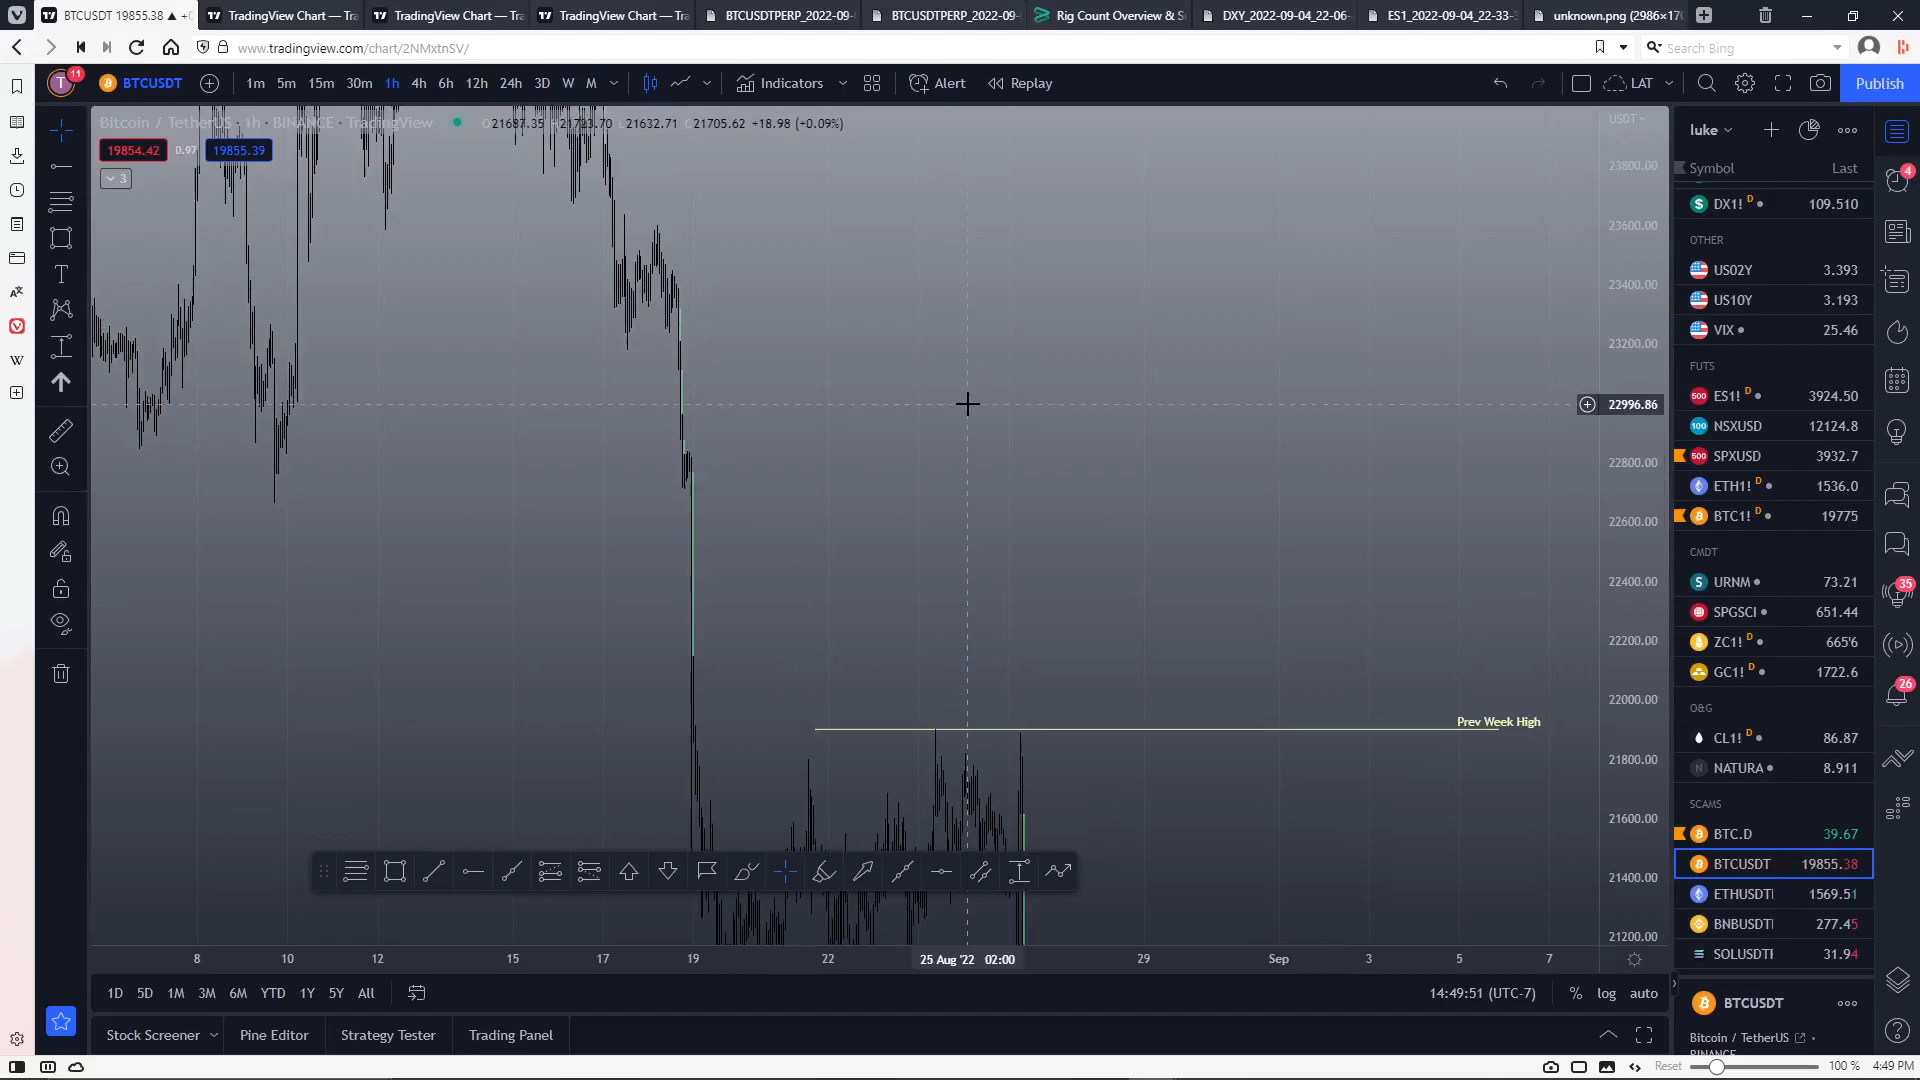 BTCUSDT 19855.38 ▲ +0
TradingView Chart — Tra
TradingView Chart — Tra
TradingView Chart — Tra
BTCUSDTPERP_2022-09-
BTCUSDTPERP_2022-09-
Rig Count Overview & S
DXY_2022-09-04_22-06-
ES1_2022-09-04_22-33-3
unknown.png (2986×170
www.tradingview.com/chart/2NMxtnSV/
Search Bing
11
BTCUSDT
1m 5m 15m 30m 1h 4h 6h 12h 24h 3D W M
Indicators
Alert
Replay
LAT
Publish
Bitcoin / TetherUS · 1h · BINANCE · TradingView
21687.35 21723.70 21632.71 21705.62 +18.98 (+0.09%)
19854.42 0.97 19855.39
3
USDT
23800.00
23600.00
23400.00
23200.00
22996.86
22800.00
22600.00
22400.00
22200.00
22000.00
21800.00
21600.00
21400.00
21200.00
Prev Week High
8 10 12 15 17 19 22 25 Aug '22 02:00 29 Sep 3 5 7
1D 5D 1M 3M 6M YTD 1Y 5Y All
14:49:51 (UTC-7) % log auto
Stock Screener Pine Editor Strategy Tester Trading Panel
luke
Symbol Last
DX1! D 109.510
OTHER
US02Y 3.393
US10Y 3.193
VIX 25.46
FUTS
ES1! D 3924.50
NSXUSD 12124.8
SPXUSD 3932.7
ETH1! D 1536.0
BTC1! D 19775
CMDT
URNM 73.21
SPGSCI 651.44
ZC1! D 665'6
GC1! D 1722.6
O&G
CL1! D 86.87
NATURA 8.911
SCAMS
BTC.D 39.67
BTCUSDT 19855.38
ETHUSDT 1569.51
BNBUSDT 277.45
SOLUSDT 31.94
BTCUSDT
Bitcoin / TetherUS
BINANCE
4
35
26
Reset 100 % 4:49 PM